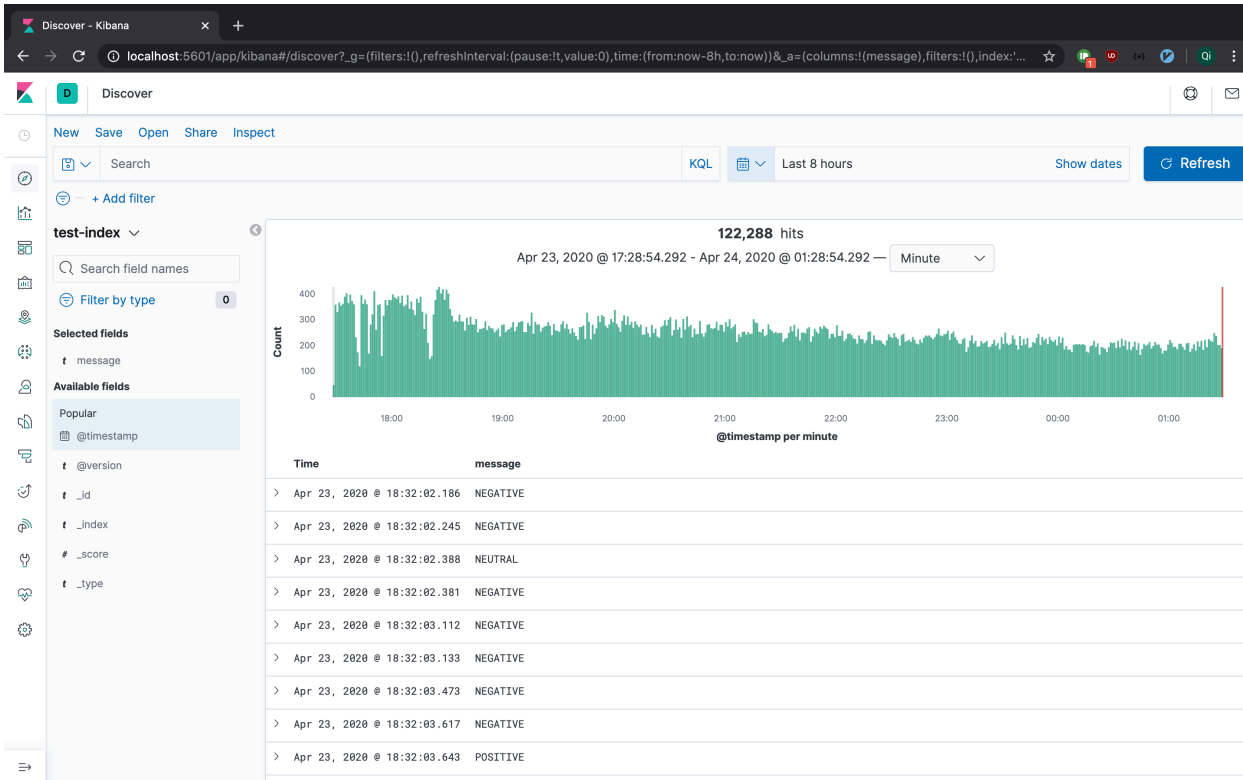 Discover - Kibana
localhost:5601/app/kibana#/discover?_g=(filters:!(),refreshInterval:(pause:!t,value:0),time:(from:now-8h,to:now))&_a=(columns:!(message),filters:!(),index:'...
1
Qi
D Discover
New Save Open Share Inspect
Search KQL Last 8 hours Show dates Refresh
+ Add filter
test-index
122,288 hits
Apr 23, 2020 @ 17:28:54.292 - Apr 24, 2020 @ 01:28:54.292 — Minute
Search field names
Filter by type 0
Selected fields
t message
Available fields
Popular
@timestamp
t @version
t _id
t _index
# _score
t _type
Count
400
300
200
100
0
18:00 19:00 20:00 21:00 22:00 23:00 00:00 01:00
@timestamp per minute
Time message
Apr 23, 2020 @ 18:32:02.186 NEGATIVE
Apr 23, 2020 @ 18:32:02.245 NEGATIVE
Apr 23, 2020 @ 18:32:02.388 NEUTRAL
Apr 23, 2020 @ 18:32:02.381 NEGATIVE
Apr 23, 2020 @ 18:32:03.112 NEGATIVE
Apr 23, 2020 @ 18:32:03.133 NEGATIVE
Apr 23, 2020 @ 18:32:03.473 NEGATIVE
Apr 23, 2020 @ 18:32:03.617 NEGATIVE
Apr 23, 2020 @ 18:32:03.643 POSITIVE